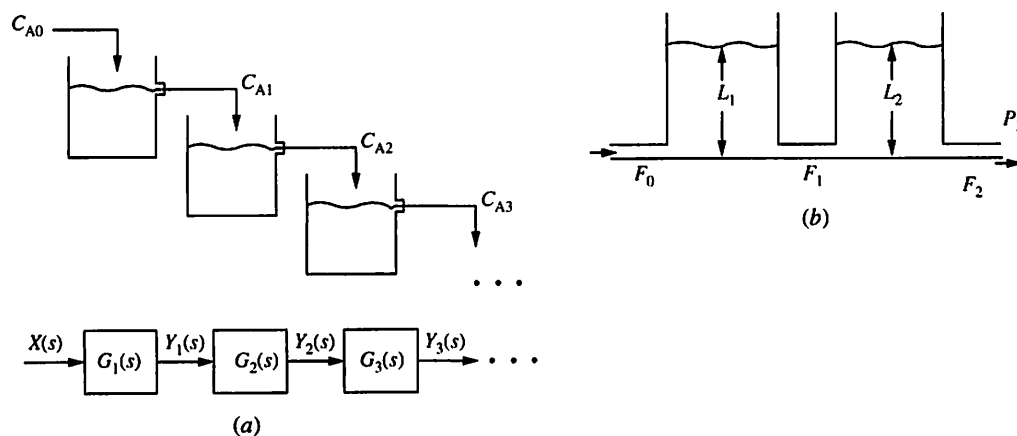 C_A0
C_A1
C_A2
C_A3
. . .
X(s) G_1(s) Y_1(s) G_2(s) Y_2(s) G_3(s) Y_3(s) . . .
(a)
L_1 L_2
F_0 F_1 F_2
(b)